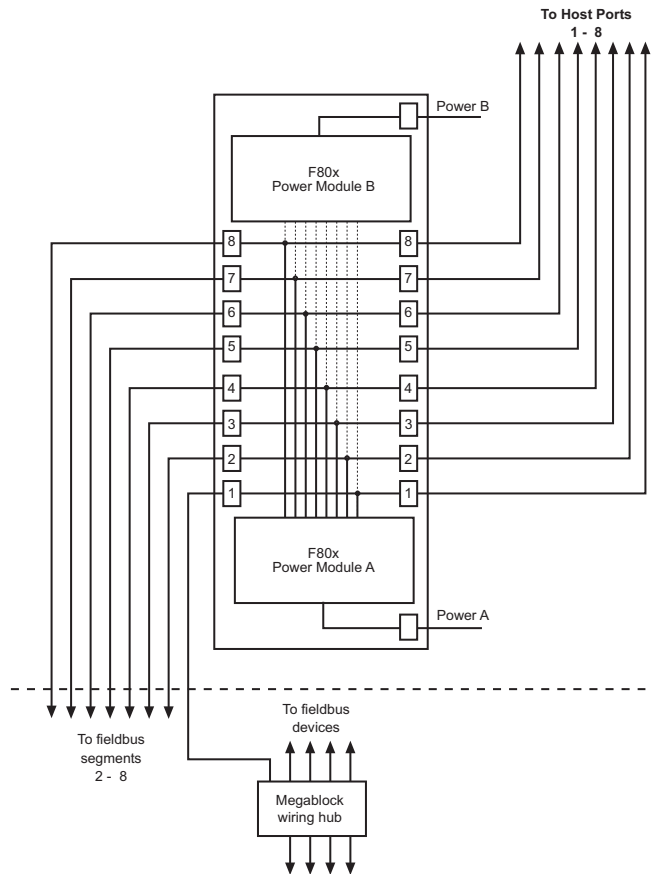 To Host Ports
1 - 8
Power B
F80x
Power Module B
8 8
7 7
6 6
5 5
4 4
3 3
2 2
1 1
F80x
Power Module A
Power A
To fieldbus
segments
2 - 8
To fieldbus
devices
Megablock
wiring hub